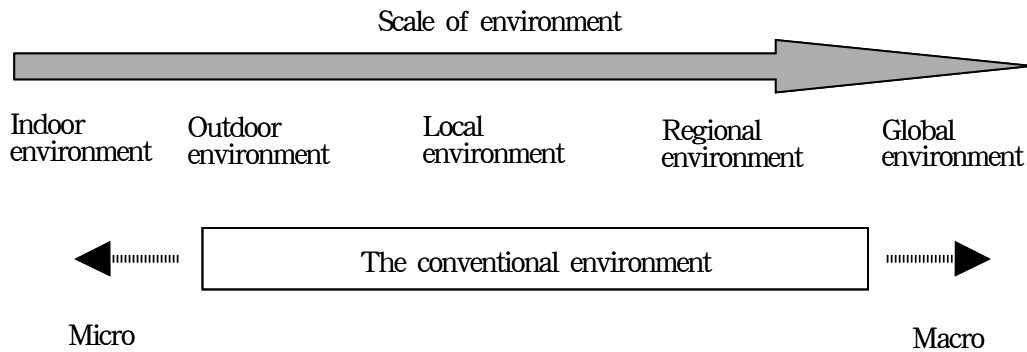 Scale of environment
Indoor
environment
Outdoor
environment
Local
environment
Regional
environment
Global
environment
The conventional environment
Micro
Macro